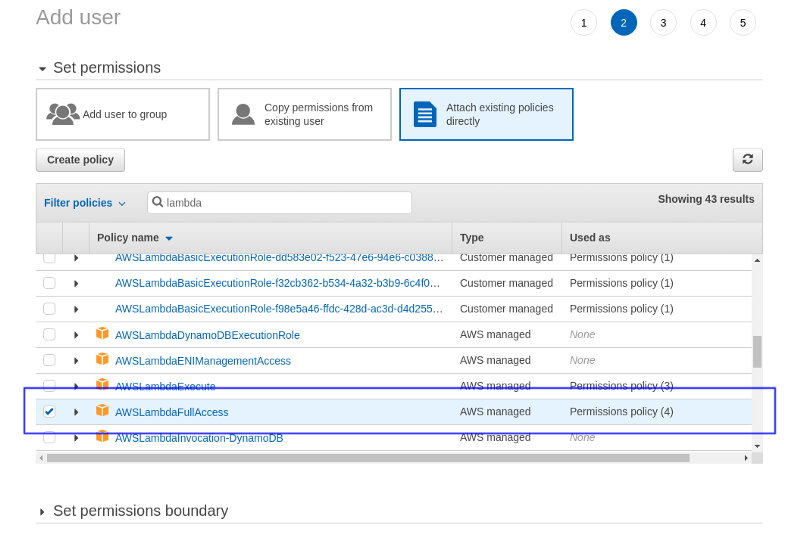 Add user
1 2 3 4 5
Set permissions
Add user to group
Copy permissions from
existing user
Attach existing policies
directly
Create policy
Filter policies
lambda
Showing 43 results
Policy name Type Used as
AWSLambdaBasicExecutionRole-dd583e02-f523-47e6-94e6-c0388... Customer managed Permissions policy (1)
AWSLambdaBasicExecutionRole-f32cb362-b534-4a32-b3b9-6c4f0... Customer managed Permissions policy (1)
AWSLambdaBasicExecutionRole-f98e5a46-ffdc-428d-ac3d-d4d255... Customer managed Permissions policy (1)
AWSLambdaDynamoDBExecutionRole AWS managed None
AWSLambdaENIManagementAccess AWS managed None
AWSLambdaExecute AWS managed Permissions policy (3)
AWSLambdaFullAccess AWS managed Permissions policy (4)
AWSLambdaInvocation-DynamoDB AWS managed None
Set permissions boundary